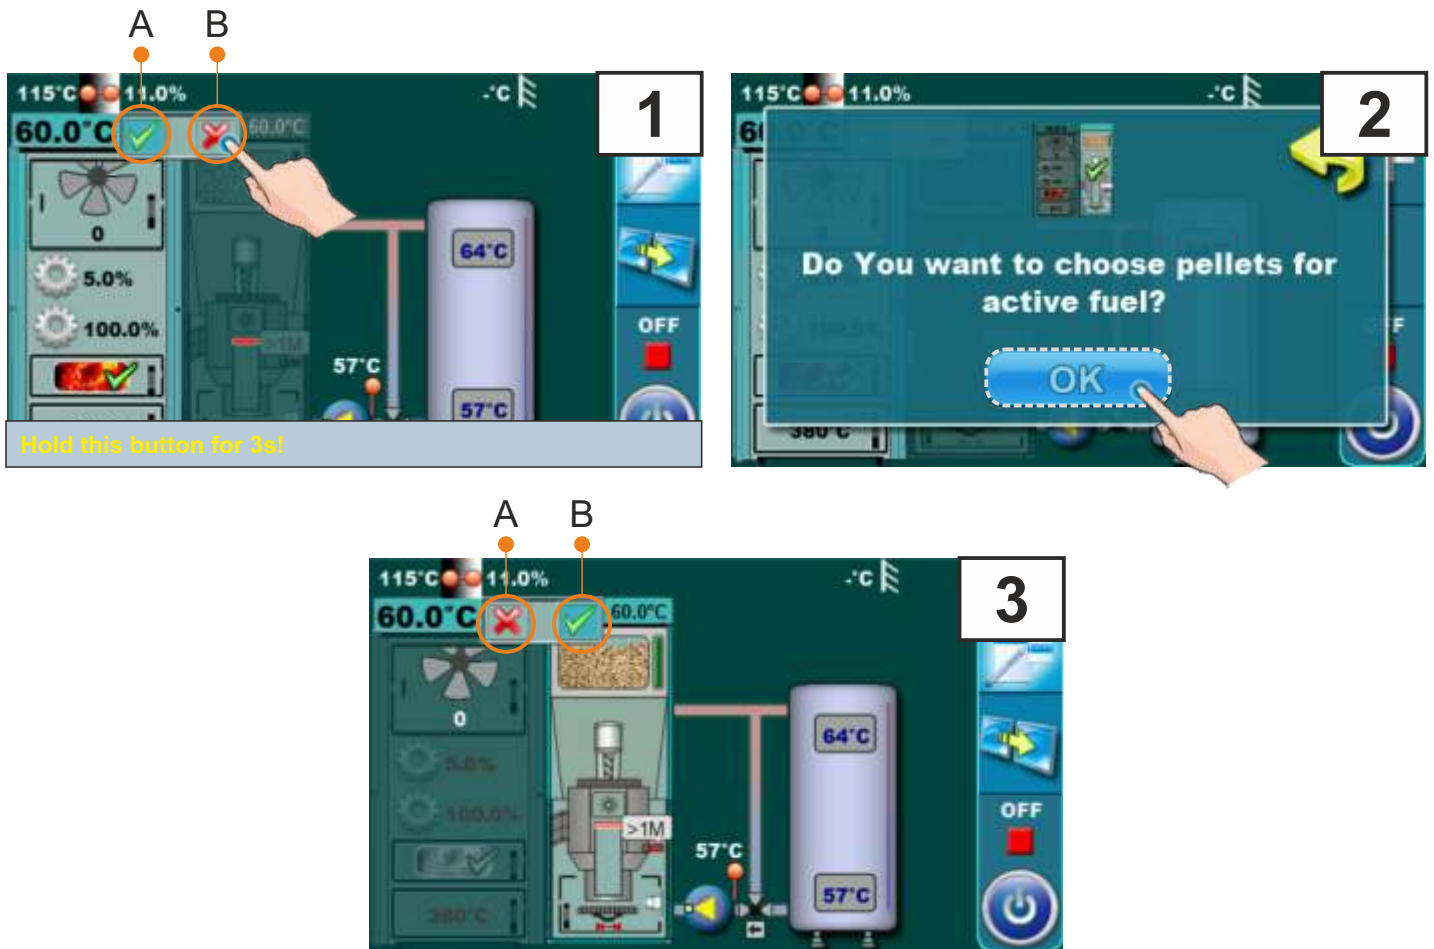 A B
115°C 11.0% -°C 1
60.0°C 60.0°C
0
5.0%
100.0%
>1M
64°C
57°C
57°C
OFF
Hold this button for 3s!
115°C 11.0% -°C 2
Do You want to choose pellets for
active fuel?
OK
380°C
A B
115°C 11.0% -°C 3
60.0°C 60.0°C
0
5.0%
100.0%
380°C
>1M
64°C
57°C
57°C
OFF